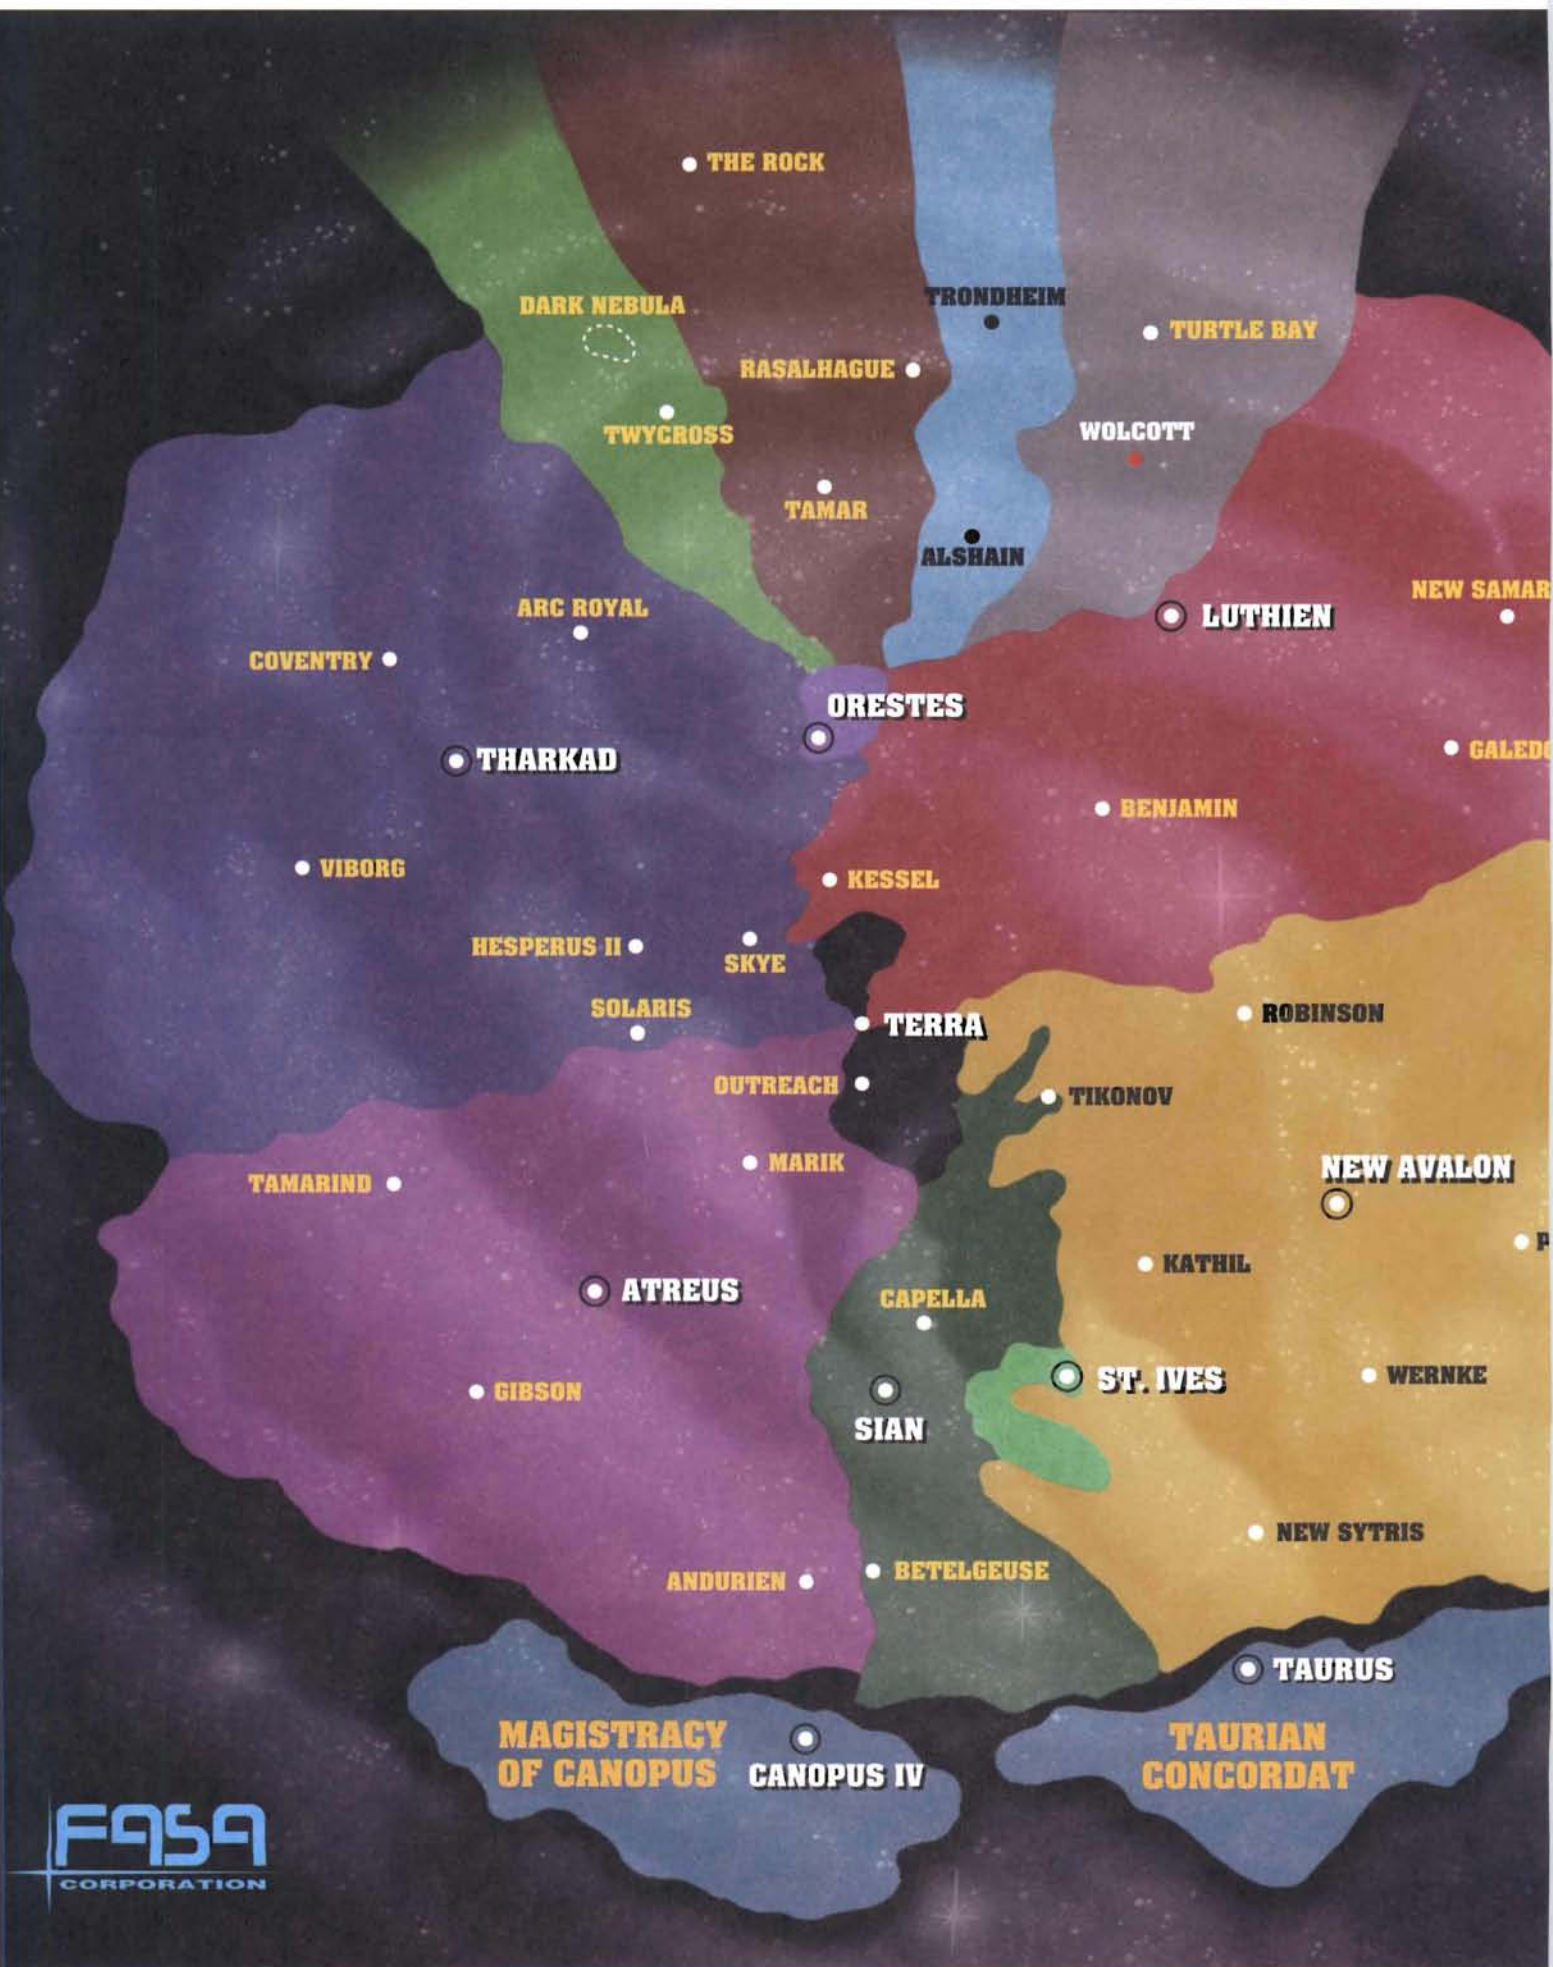 THE ROCK
TRONDHEIM
DARK NEBULA
TURTLE BAY
RASALHAGUE
TWYCROSS
WOLCOTT
TAMAR
ALSHAIN
NEW SAMAR
ARC ROYAL
LUTHIEN
COVENTRY
ORESTES
THARKAD
GALEDO
BENJAMIN
VIBORG
KESSEL
HESPERUS II
SKYE
SOLARIS
ROBINSON
TERRA
OUTREACH
TIKONOV
MARIK
NEW AVALON
TAMARIND
P
KATHIL
ATREUS
CAPELLA
ST. IVES
WERNKE
GIBSON
SIAN
NEW SYTRIS
BETELGEUSE
ANDURIEN
TAURUS
MAGISTRACY
OF CANOPUS
CANOPUS IV
TAURIAN
CONCORDAT
FASA
CORPORATION